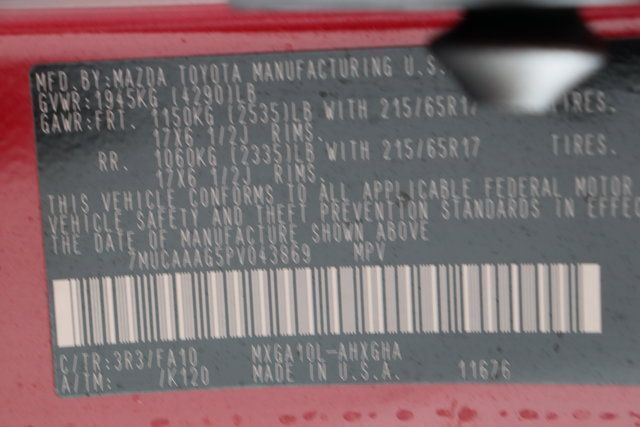 MFD.BY:MAZDA TOYOTA MANUFACTURING U.S.
GVWR:1945KG (4290)LB
GAWR:FRT. 1150KG (2535)LB WITH 215/65R17 TIRES.
17X6 1/2J RIMS.
RR. 1060KG (2335)LB WITH 215/65R17 TIRES.
17X6 1/2J RIMS.
THIS VEHICLE CONFORMS TO ALL APPLICABLE FEDERAL MOTOR
VEHICLE SAFETY AND THEFT PREVENTION STANDARDS IN EFFEC
THE DATE OF MANUFACTURE SHOWN ABOVE
7MUCAAAG5PV043869 MPV
C/TR:3R3/FA10 MXGA10L-AHXGHA
A/TM: /K120 MADE IN U.S.A. 11676